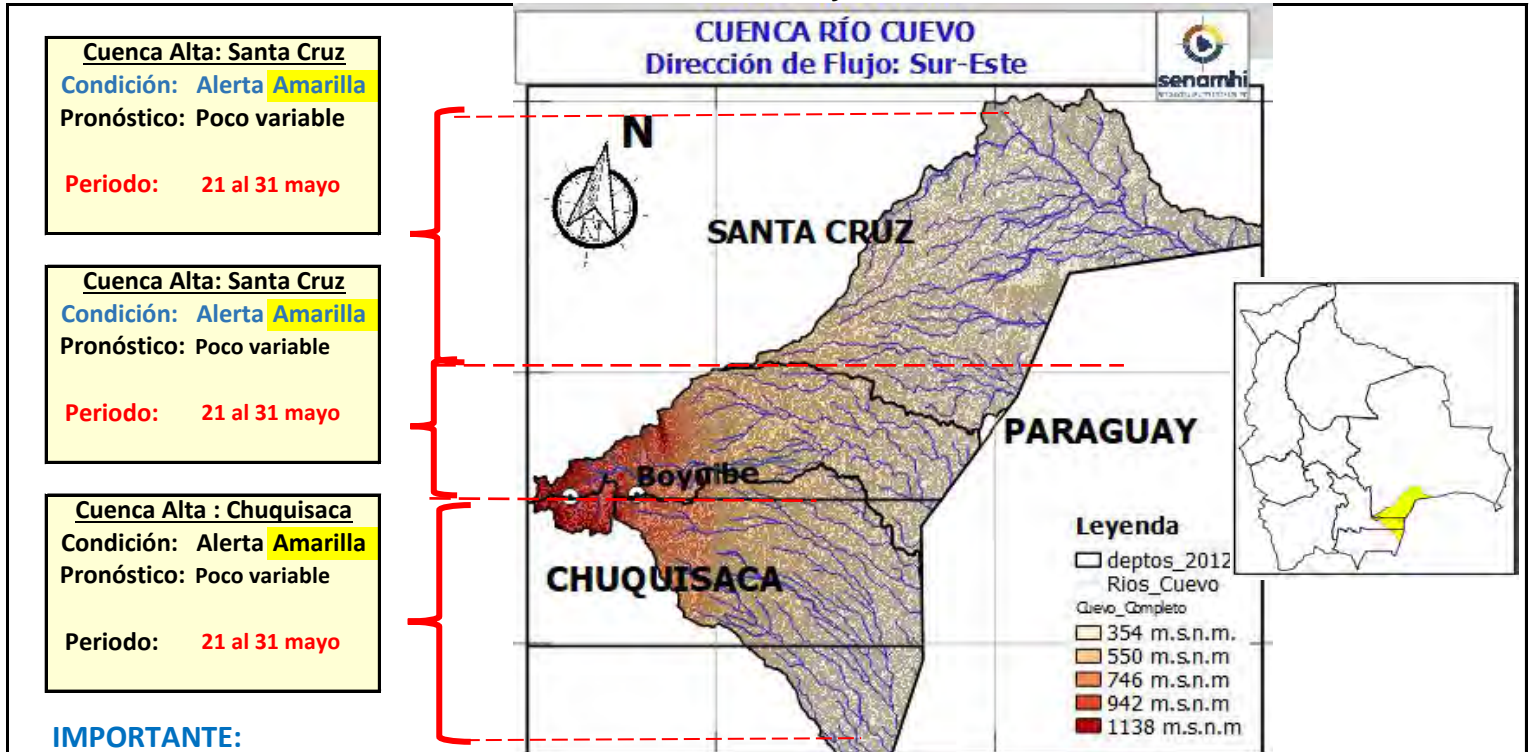 Cuenca Alta: Santa Cruz
Condición: Alerta Amarilla
Pronóstico: Poco variable
Periodo: 21 al 31 mayo
Cuenca Alta: Santa Cruz
Condición: Alerta Amarilla
Pronóstico: Poco variable
Periodo: 21 al 31 mayo
Cuenca Alta : Chuquisaca
Condición: Alerta Amarilla
Pronóstico: Poco variable
Periodo: 21 al 31 mayo
IMPORTANTE:
CUENCA RÍO CUEVO
Dirección de Flujo: Sur-Este
senamhi
N
SANTA CRUZ
PARAGUAY
Boyuibe
CHUQUISACA
Leyenda
deptos_2012
Rios_Cuevo
Cuevo_Completo
354 m.s.n.m.
550 m.s.n.m
746 m.s.n.m
942 m.s.n.m
1138 m.s.n.m